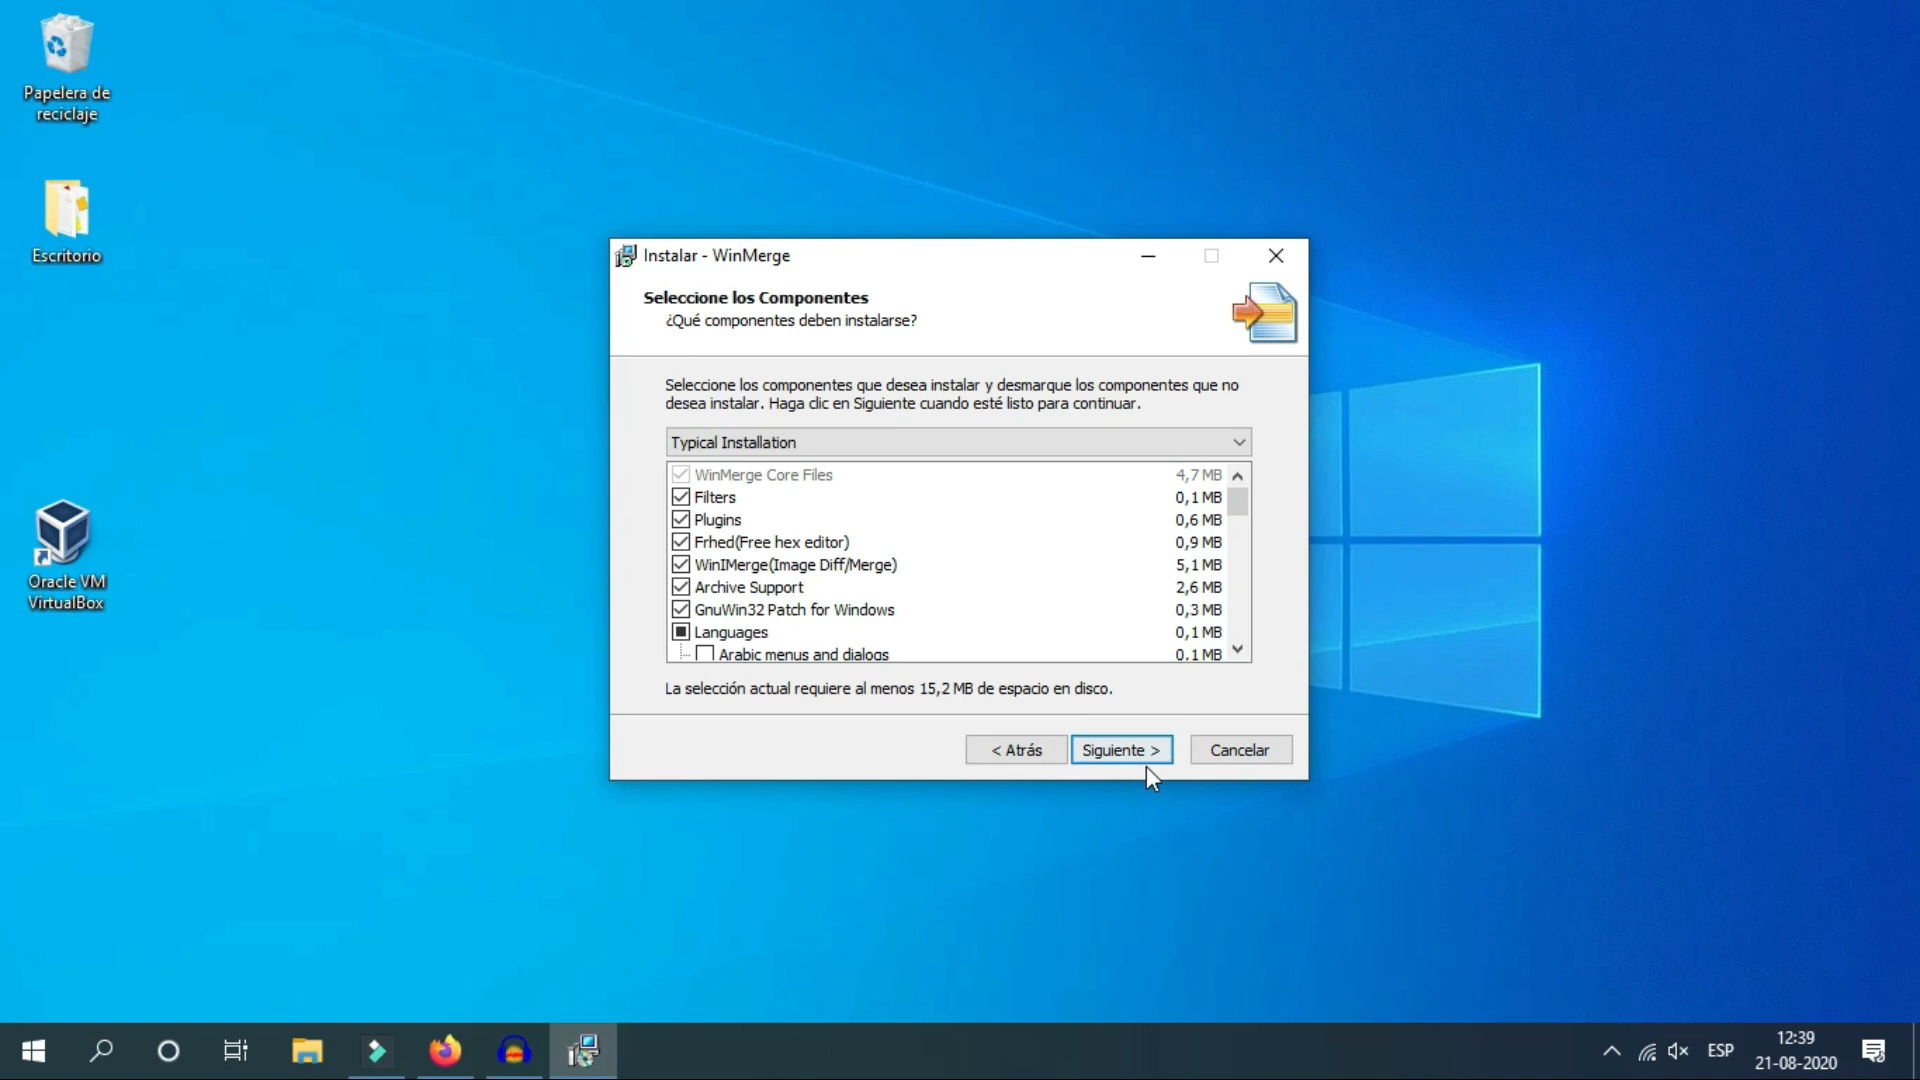 Papelera de
reciclaje
Escritorio
Oracle VM
VirtualBox
Instalar - WinMerge
Seleccione los Componentes
¿Qué componentes deben instalarse?
Seleccione los componentes que desea instalar y desmarque los componentes que no
desea instalar. Haga clic en Siguiente cuando esté listo para continuar.
Typical Installation
WinMerge Core Files 4,7 MB
Filters 0,1 MB
Plugins 0,6 MB
Frhed(Free hex editor) 0,9 MB
WinIMerge(Image Diff/Merge) 5,1 MB
Archive Support 2,6 MB
GnuWin32 Patch for Windows 0,3 MB
Languages 0,1 MB
Arabic menus and dialogs 0,1 MB
La selección actual requiere al menos 15,2 MB de espacio en disco.
< Atrás Siguiente > Cancelar
ESP
12:39
21-08-2020